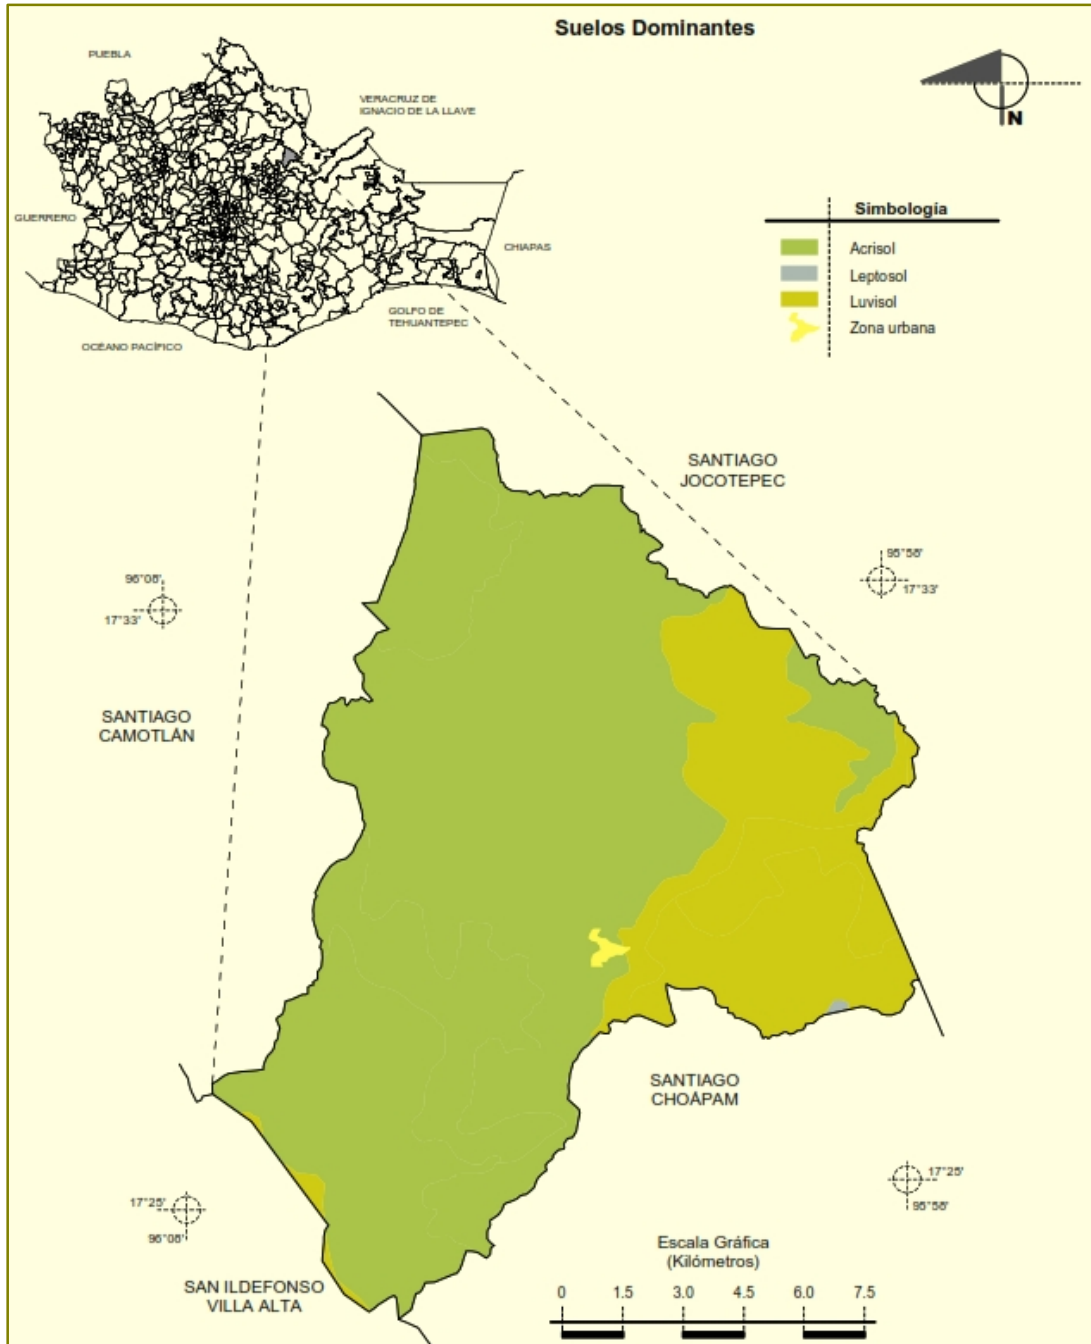 Suelos Dominantes
PUEBLA
VERACRUZ DE
IGNACIO DE LA LLAVE
N
GUERRERO
CHIAPAS
GOLFO DE
TEHUANTEPEC
OCÉANO PACÍFICO
Simbología
Acrisol
Leptosol
Luvisol
Zona urbana
SANTIAGO
JOCOTEPEC
96°08'
17°33'
95°58'
17°33'
SANTIAGO
CAMOTLÁN
SANTIAGO
CHOÁPAM
17°25'
96°08'
17°25'
95°58'
SAN ILDEFONSO
VILLA ALTA
Escala Gráfica
(Kilómetros)
0 1.5 3.0 4.5 6.0 7.5